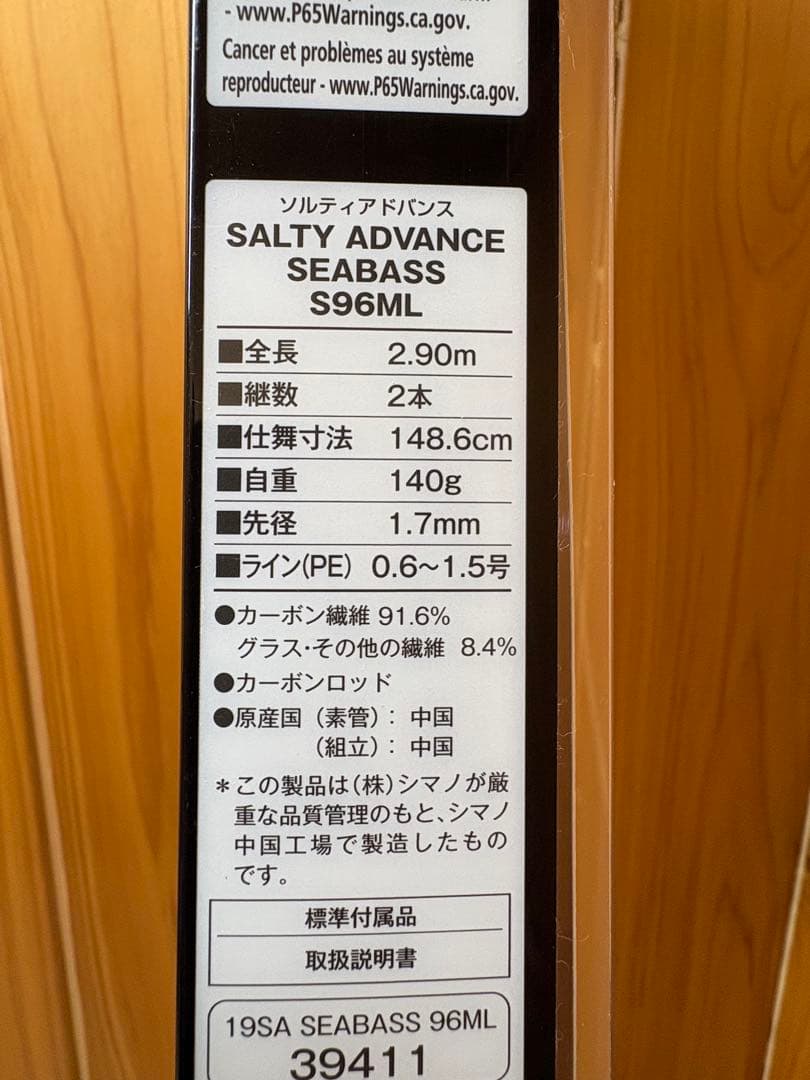 - www.P65Warnings.ca.gov.
Cancer et problèmes au système
reproducteur - www.P65Warnings.ca.gov.
ソルティアドバンス
SALTY ADVANCE
SEABASS
S96ML
■全長 2.90m
■継数 2本
■仕舞寸法 148.6cm
■自重 140g
■先径 1.7mm
■ライン(PE) 0.6～1.5号
●カーボン繊維 91.6%
グラス・その他の繊維 8.4%
●カーボンロッド
●原産国（素管）：中国
（組立）：中国
＊この製品は(株)シマノが厳
重な品質管理のもと、シマノ
中国工場で製造したもの
です。
標準付属品
取扱説明書
19SA SEABASS 96ML
39411